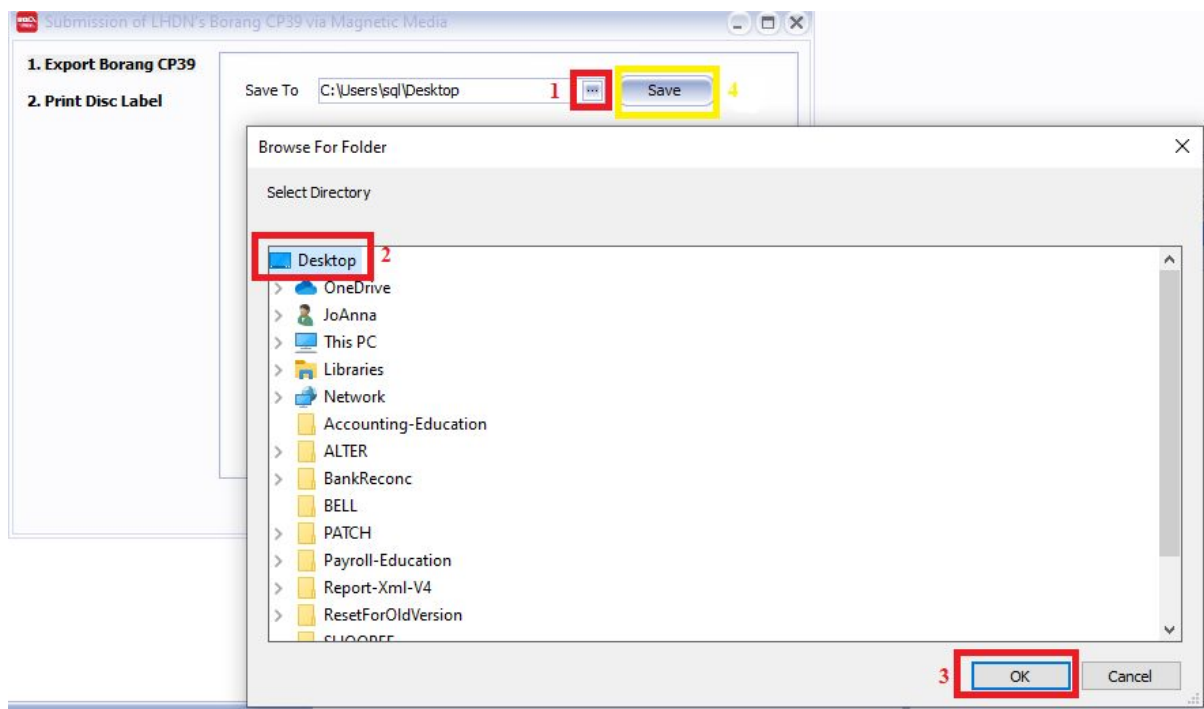 Submission of LHDN's Borang CP39 via Magnetic Media
1. Export Borang CP39
2. Print Disc Label
Save To C:\Users\sql\Desktop 1 ... Save 4
Browse For Folder
Select Directory
Desktop 2
OneDrive
JoAnna
This PC
Libraries
Network
Accounting-Education
ALTER
BankReconc
BELL
PATCH
Payroll-Education
Report-Xml-V4
ResetForOldVersion
3 OK Cancel